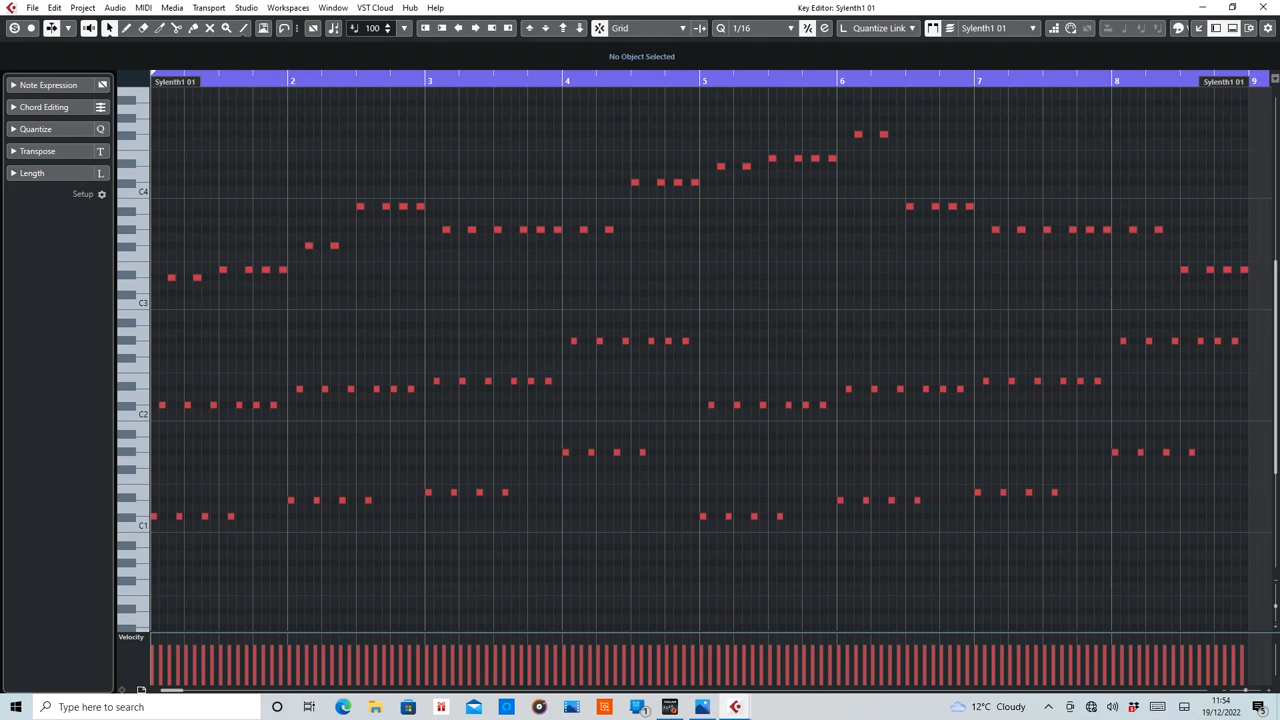 File Edit Project Audio MIDI Media Transport Studio Workspaces Window VST Cloud Hub Help
Key Editor: Sylenth1 01
S 100 Grid Q 1/16 e L Quantize Link Sylenth1 01
No Object Selected
Sylenth1 01 2 3 4 5 6 7 8 Sylenth1 01 9
Note Expression
Chord Editing
Quantize Q
Transpose T
Length L
Setup
C4
C3
C2
C1
Velocity
Type here to search
1
12°C Cloudy
11:54
19/12/2022
5